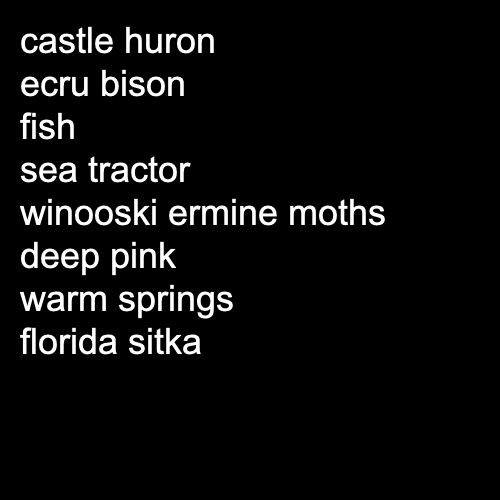 castle huron
ecru bison
fish
sea tractor
winooski ermine moths
deep pink
warm springs
florida sitka